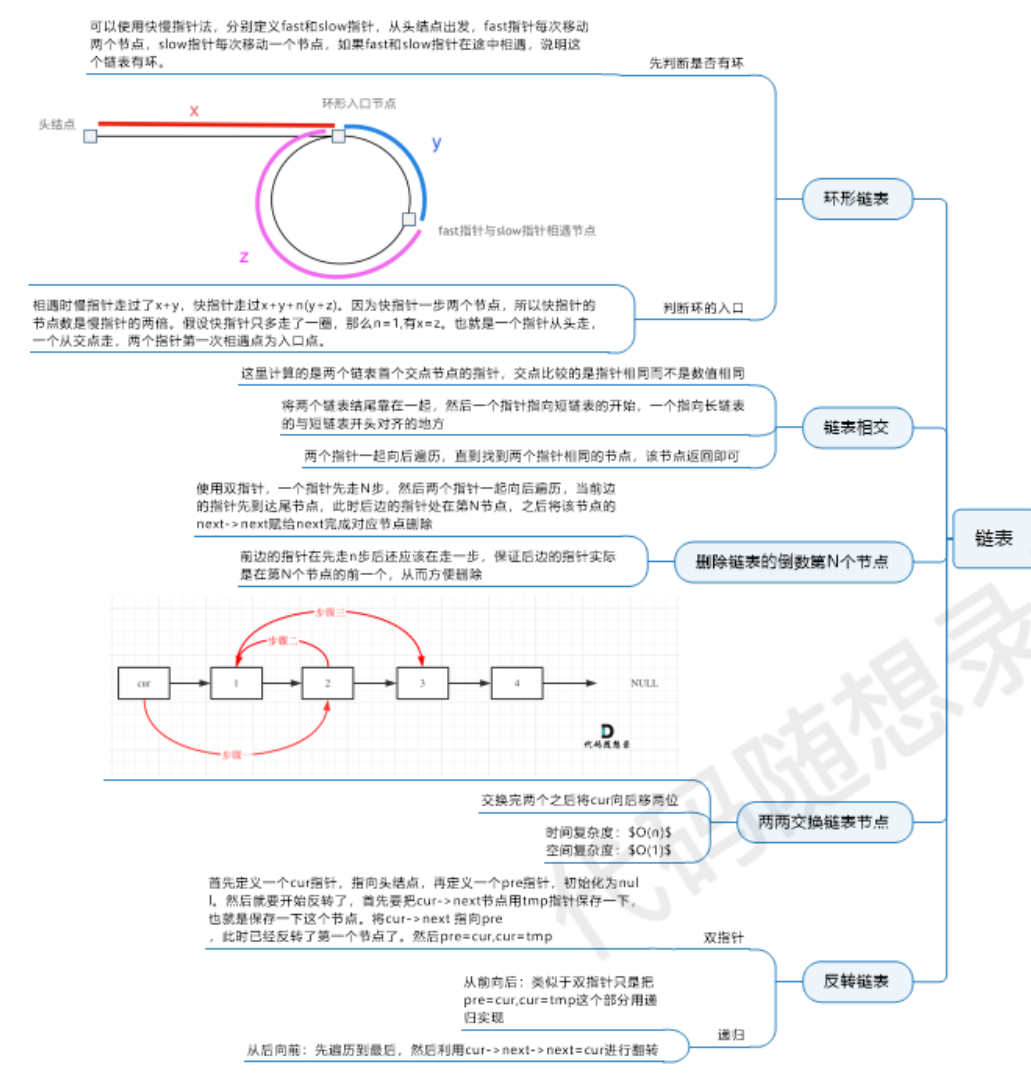 可以使用快慢指针法，分别定义fast和slow指针，从头结点出发，fast指针每次移动
两个节点，slow指针每次移动一个节点，如果fast和slow指针在途中相遇，说明这
个链表有环。
先判断是否有环
环形入口节点
x
头结点
y
fast指针与slow指针相遇节点
z
环形链表
相遇时慢指针走过了x+y，快指针走过x+y+n(y+z)。因为快指针一步两个节点，所以快指针的
节点数是慢指针的两倍。假设快指针只多走了一圈，那么n=1,有x=z。也就是一个指针从头走，
一个从交点走，两个指针第一次相遇点为入口点。
判断环的入口
这里计算的是两个链表首个交点节点的指针，交点比较的是指针相同而不是数值相同
将两个链表结尾靠在一起，然后一个指针指向短链表的开始，一个指向长链表
的与短链表开头对齐的地方
两个指针一起向后遍历，直到找到两个指针相同的节点，该节点返回即可
链表相交
使用双指针，一个指针先走N步，然后两个指针一起向后遍历，当前边
的指针先到达尾节点，此时后边的指针处在第N节点，之后将该节点的
next->next赋给next完成对应节点删除
前边的指针在先走n步后还应该在走一步，保证后边的指针实际
是在第N个节点的前一个，从而方便删除
删除链表的倒数第N个节点
链表
步骤三
步骤二
cur
1
2
3
4
NULL
步骤一
代码随想录
交换完两个之后将cur向后移两位
时间复杂度：$O(n)$
空间复杂度：$O(1)$
两两交换链表节点
首先定义一个cur指针，指向头结点，再定义一个pre指针，初始化为nul
l。然后就要开始反转了，首先要把cur->next节点用tmp指针保存一下，
也就是保存一下这个节点。将cur->next 指向pre
，此时已经反转了第一个节点了。然后pre=cur,cur=tmp
双指针
从前向后：类似于双指针只是把
pre=cur,cur=tmp这个部分用递
归实现
从后向前：先遍历到最后，然后利用cur->next->next=cur进行翻转
递归
反转链表
代码随想录